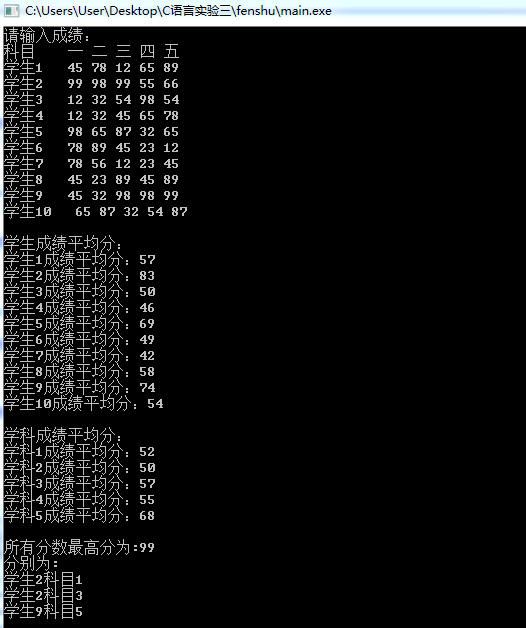 C:\Users\User\Desktop\C语言实验三\fenshu\main.exe
请输入成绩：
科目 一 二 三 四 五
学生1 45 78 12 65 89
学生2 99 98 99 55 66
学生3 12 32 54 98 54
学生4 12 32 45 65 78
学生5 98 65 87 32 65
学生6 78 89 45 23 12
学生7 78 56 12 23 45
学生8 45 23 89 45 89
学生9 45 32 98 98 99
学生10 65 87 32 54 87
学生成绩平均分：
学生1成绩平均分：57
学生2成绩平均分：83
学生3成绩平均分：50
学生4成绩平均分：46
学生5成绩平均分：69
学生6成绩平均分：49
学生7成绩平均分：42
学生8成绩平均分：58
学生9成绩平均分：74
学生10成绩平均分：54
学科成绩平均分：
学科1成绩平均分：52
学科2成绩平均分：50
学科3成绩平均分：57
学科4成绩平均分：55
学科5成绩平均分：68
所有分数最高分为:99
分别为:
学生2科目1
学生2科目3
学生9科目5